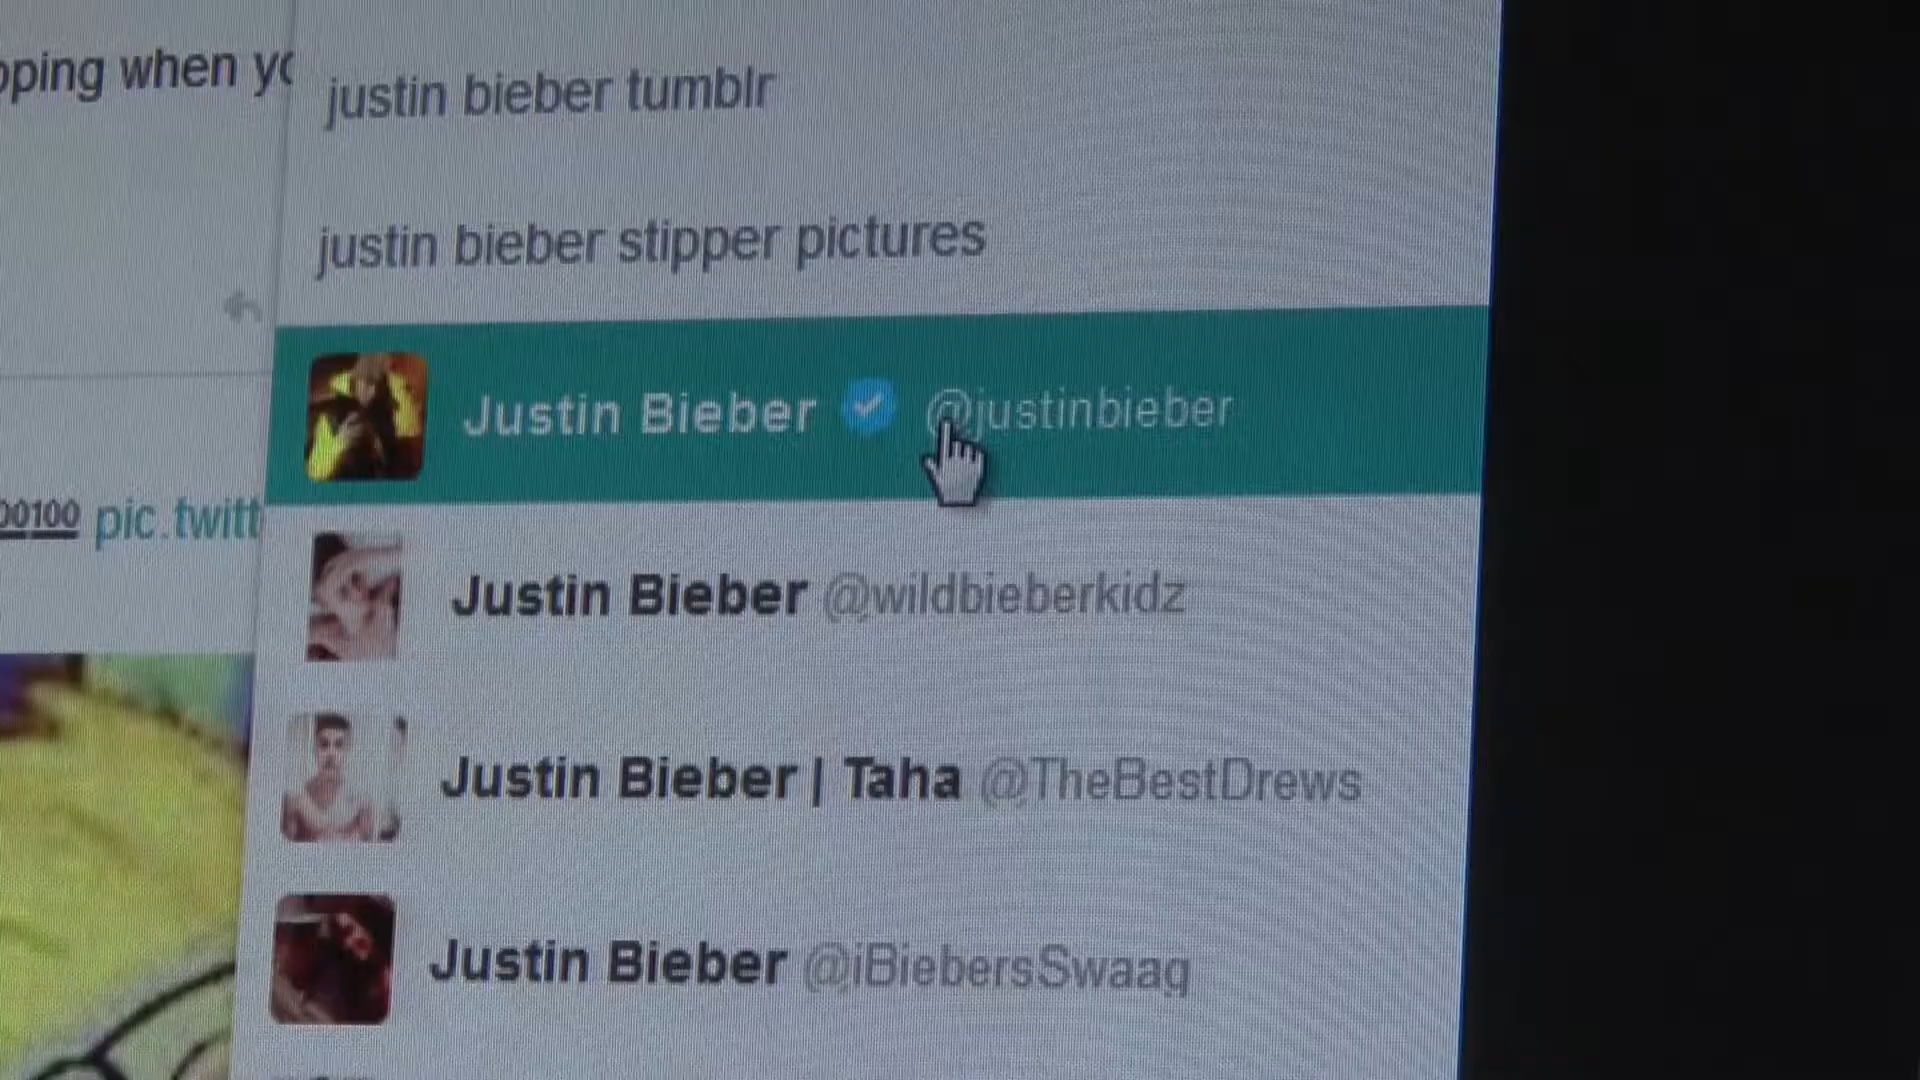 pping when yo
justin bieber tumblr
justin bieber stipper pictures
Justin Bieber @justinbieber
00100 pic.twitt
Justin Bieber @wildbieberkidz
Justin Bieber | Taha @TheBestDrews
Justin Bieber @iBiebersSwaag